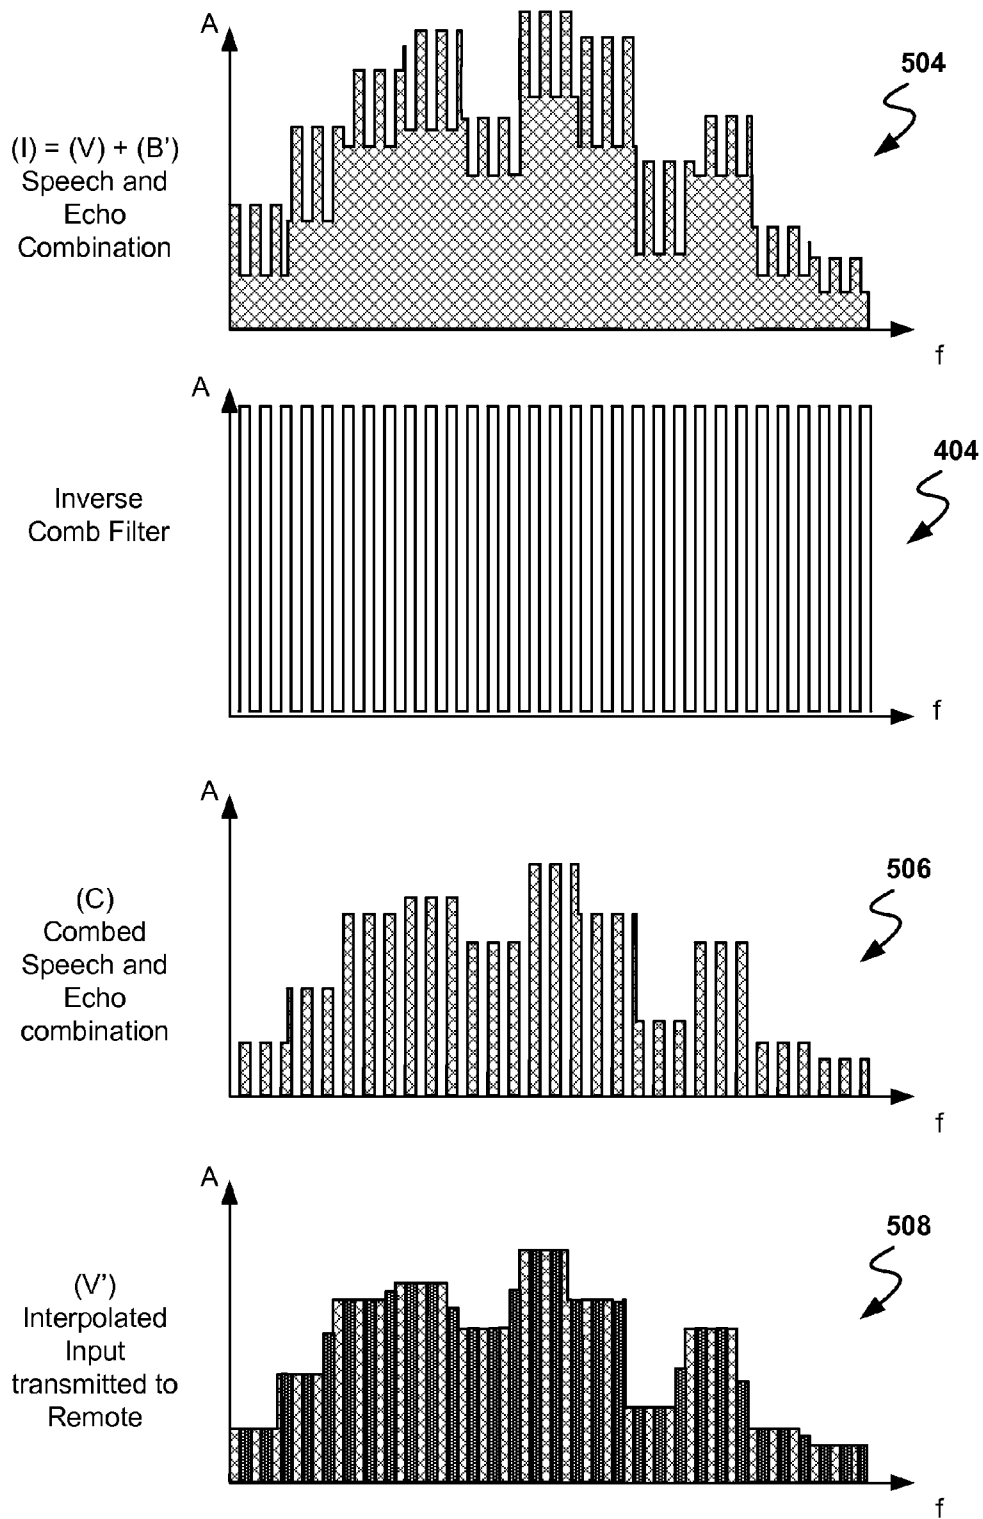 A
504
(I) = (V) + (B')
Speech and
Echo
Combination
f
A
404
Inverse
Comb Filter
f
A
506
(C)
Combed
Speech and
Echo
combination
f
A
508
(V')
Interpolated
Input
transmitted to
Remote
f